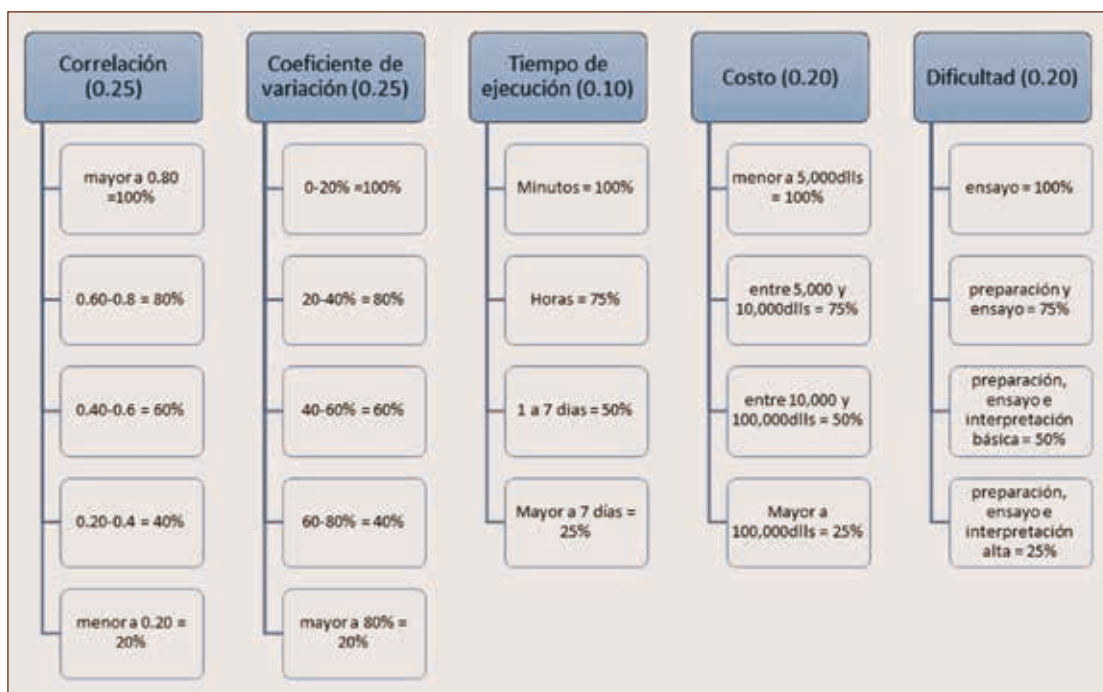 Correlación
(0.25)
mayor a 0.80
=100%
0.60-0.8 = 80%
0.40-0.6 = 60%
0.20-0.4 = 40%
menor a 0.20 =
20%
Coeficiente de
variación (0.25)
0-20% =100%
20-40% = 80%
40-60% = 60%
60-80% = 40%
mayor a 80% =
20%
Tiempo de
ejecución (0.10)
Minutos = 100%
Horas = 75%
1 a 7 dias = 50%
Mayor a 7 días =
25%
Costo (0.20)
menor a 5,000dlls
= 100%
entre 5,000 y
10,000dlls = 75%
entre 10,000 y
100,000dlls = 50%
Mayor a
100,000dlls = 25%
Dificultad (0.20)
ensayo = 100%
preparación y
ensayo = 75%
preparación,
ensayo e
interpretación
básica = 50%
preparación,
ensayo e
interpretación
alta = 25%